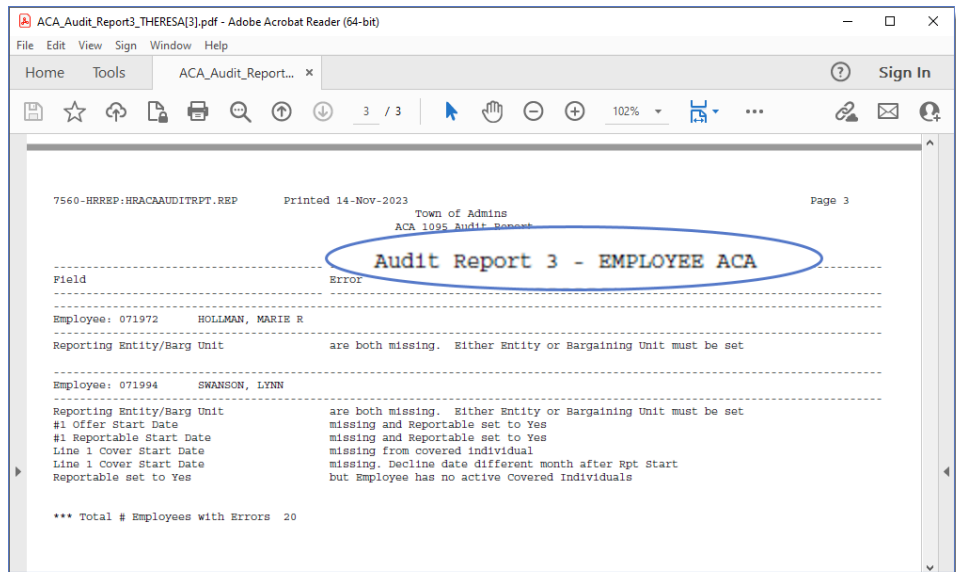 ACA_Audit_Report3_THERESA[3].pdf - Adobe Acrobat Reader (64-bit)
File Edit View Sign Window Help
Home Tools ACA_Audit_Report... × ? Sign In
3 / 3 102%
7560-HRREP:HRACAAUDITRPT.REP Printed 14-Nov-2023 Page 3
Town of Admins
ACA 1095 Audit Report
Audit Report 3 - EMPLOYEE ACA
Field Error
Employee: 071972 HOLLMAN, MARIE R
Reporting Entity/Barg Unit are both missing. Either Entity or Bargaining Unit must be set
Employee: 071994 SWANSON, LYNN
Reporting Entity/Barg Unit are both missing. Either Entity or Bargaining Unit must be set
#1 Offer Start Date missing and Reportable set to Yes
#1 Reportable Start Date missing and Reportable set to Yes
Line 1 Cover Start Date missing from covered individual
Line 1 Cover Start Date missing. Decline date different month after Rpt Start
Reportable set to Yes but Employee has no active Covered Individuals
*** Total # Employees with Errors 20